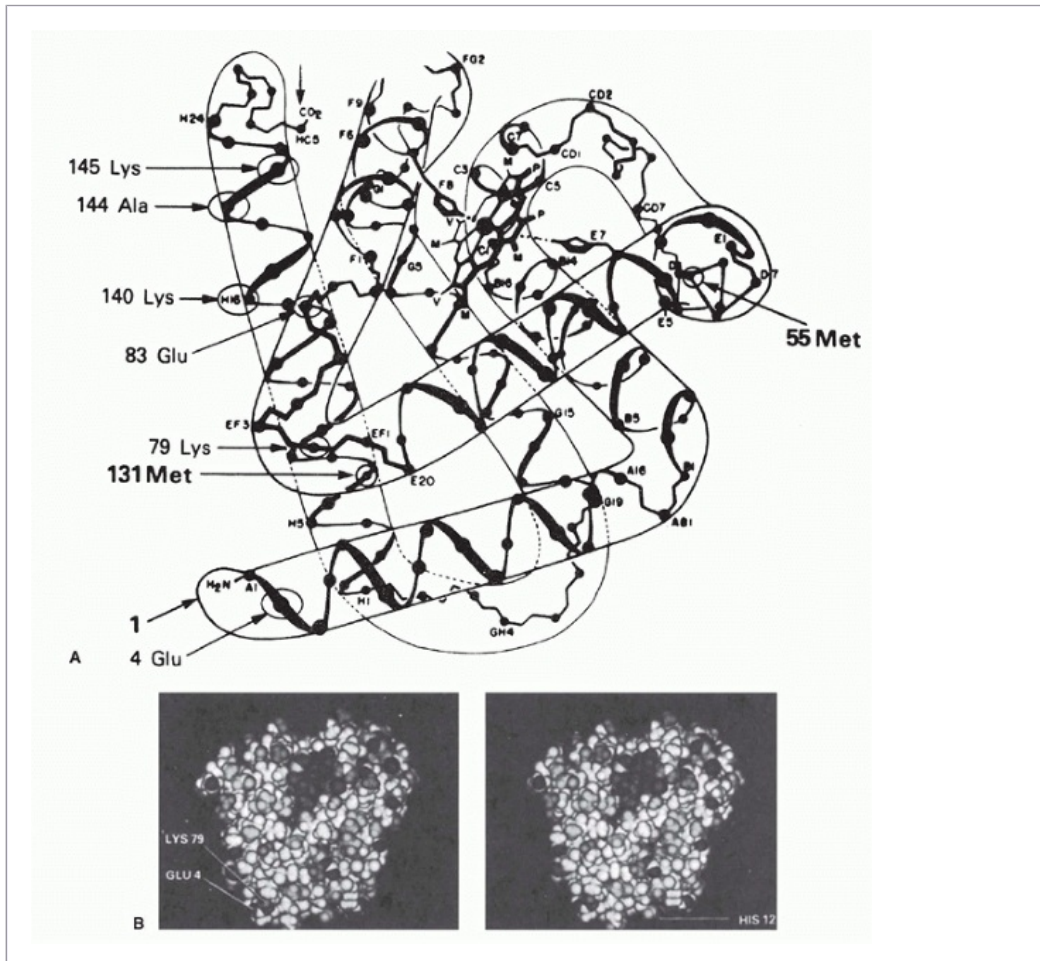 FG2
CD2
F9
CO2
HC5
H24
F6
C7
M
CD1
P
145 Lys
C3
F8
C5
144 Ala
V
P
CD7
M
E7
E1
F1
G5
M
D7
140 Lys
H16
V
M
E5
83 Glu
55 Met
EF3
EF1
G15
B5
79 Lys
131 Met
E20
A16
G19
AB1
H5
H2N
A1
H1
GH4
1
A
4 Glu
LYS 79
GLU 4
B
HIS 12